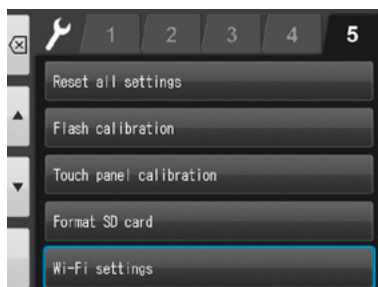 1 2 3 4 5
Reset all settings
Flash calibration
Touch panel calibration
Format SD card
Wi-Fi settings